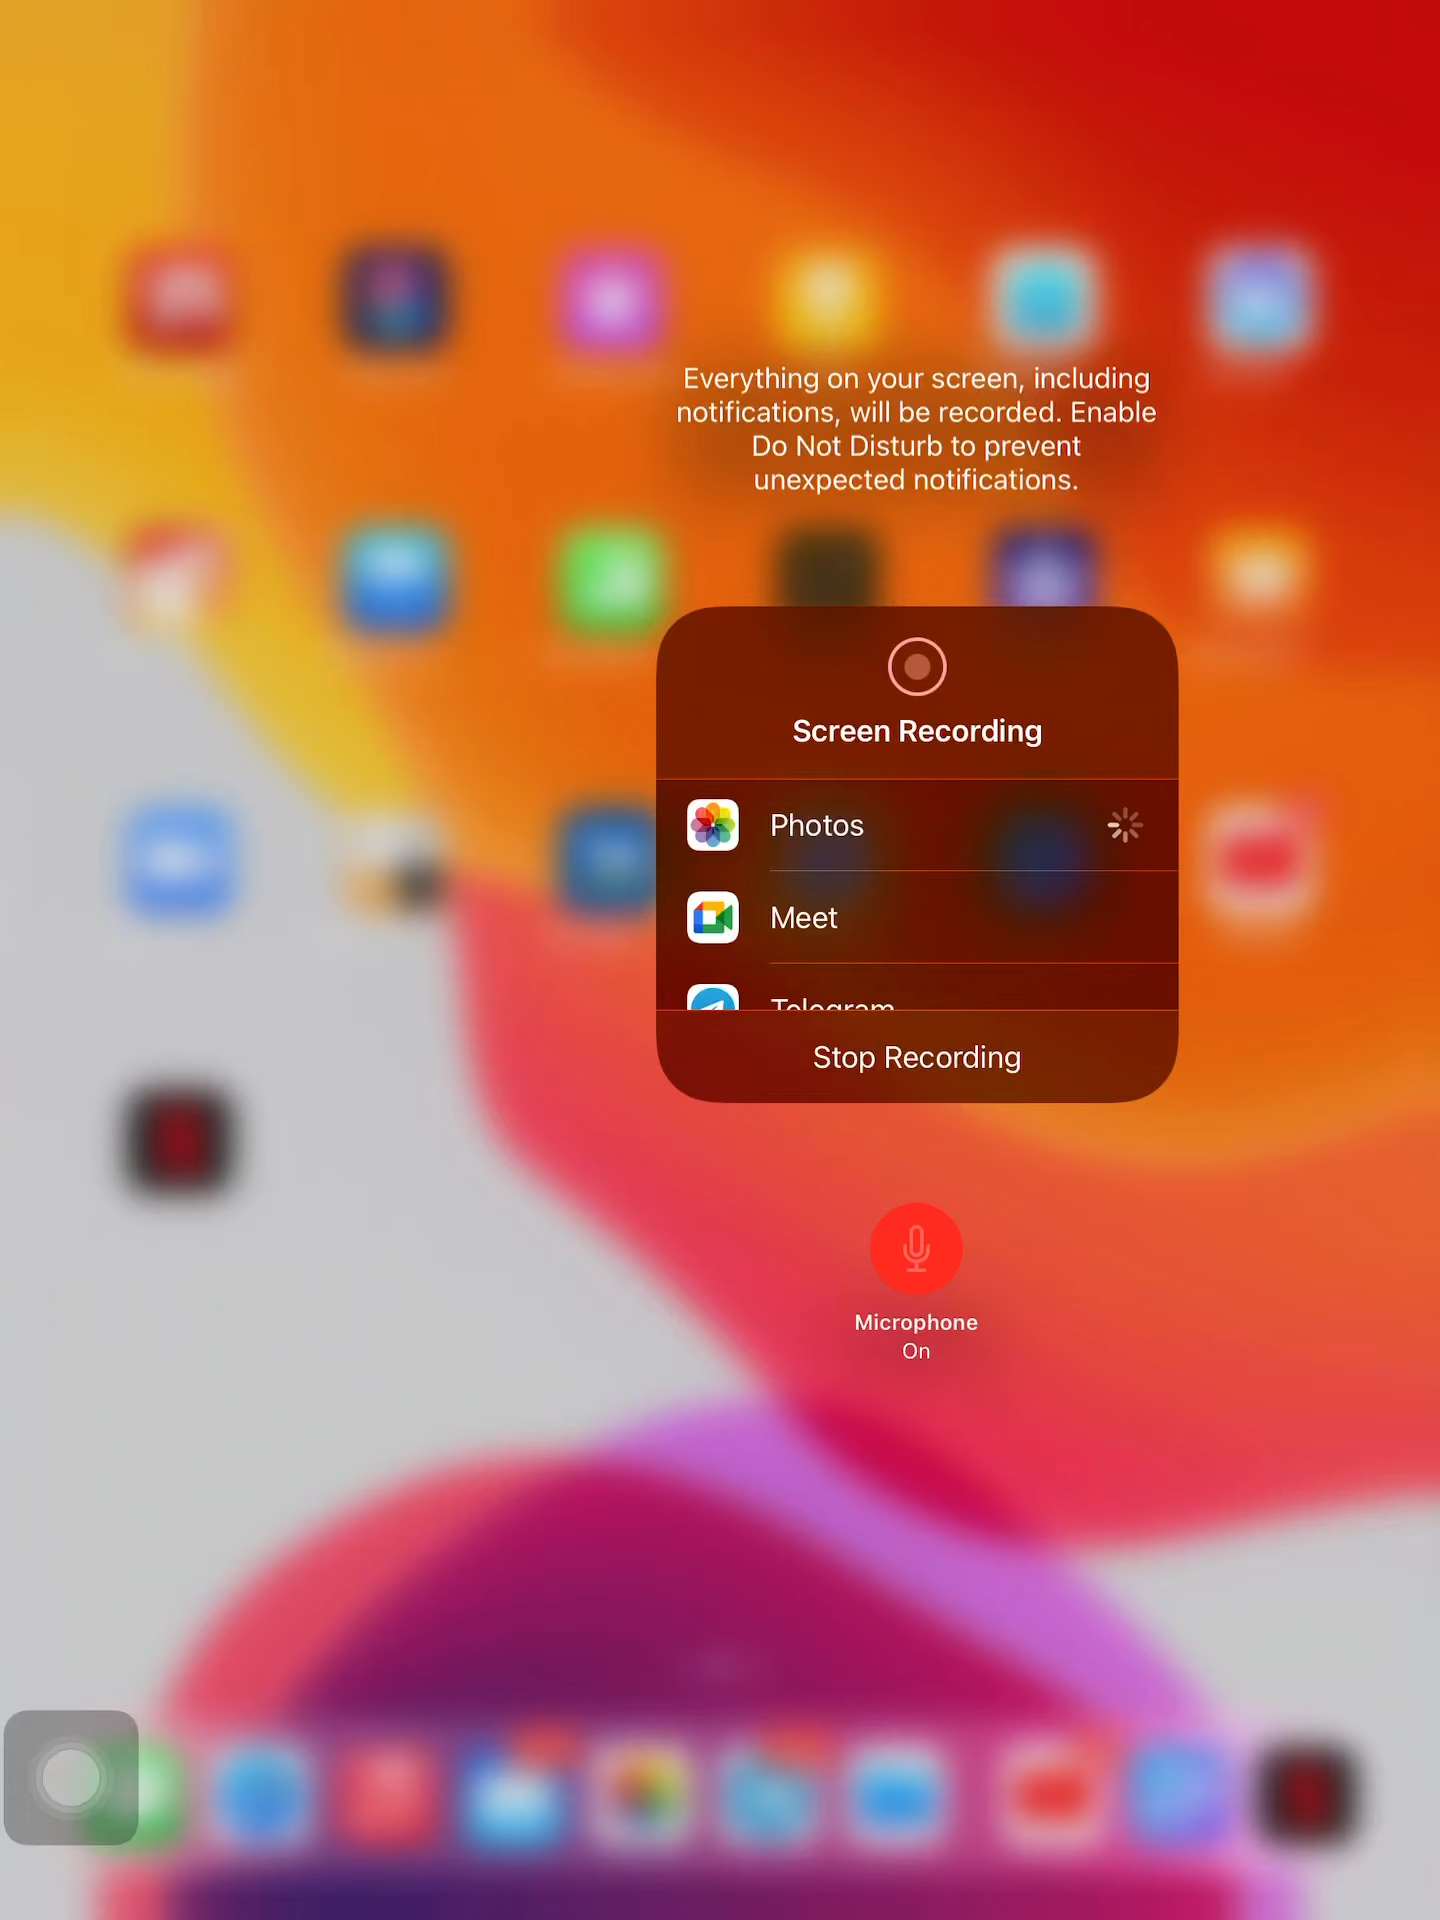 Everything on your screen, including
notifications, will be recorded. Enable
Do Not Disturb to prevent
unexpected notifications.
Screen Recording
Photos
Meet
Telegram
Stop Recording
Microphone
On